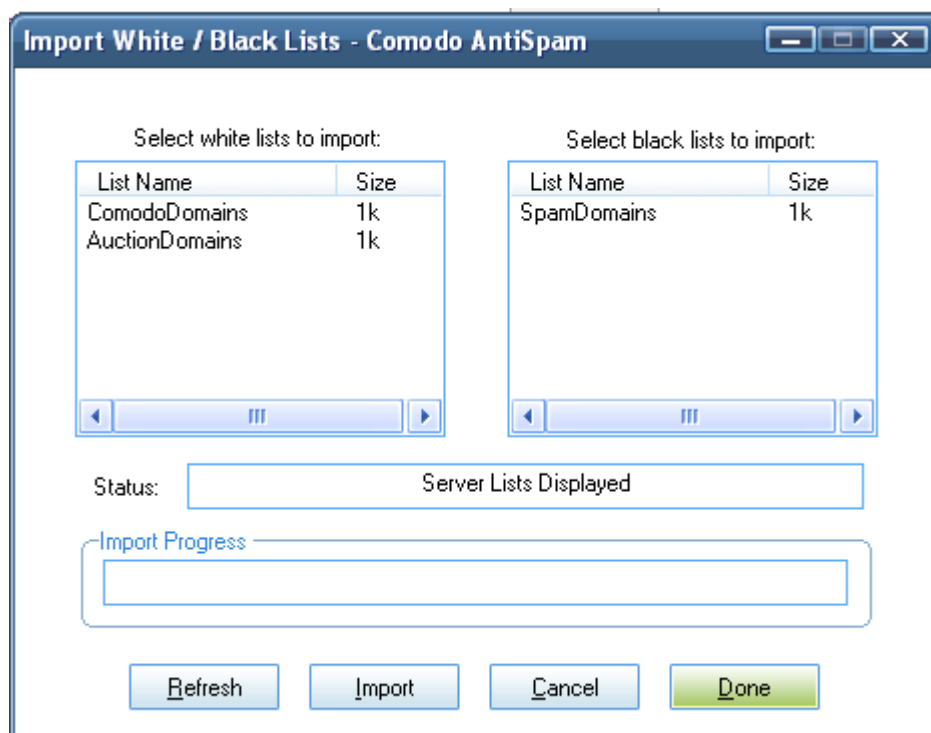 Import White / Black Lists - Comodo AntiSpam
Select white lists to import:
List Name Size
ComodoDomains 1k
AuctionDomains 1k
Select black lists to import:
List Name Size
SpamDomains 1k
Status: Server Lists Displayed
Import Progress
Refresh Import Cancel Done